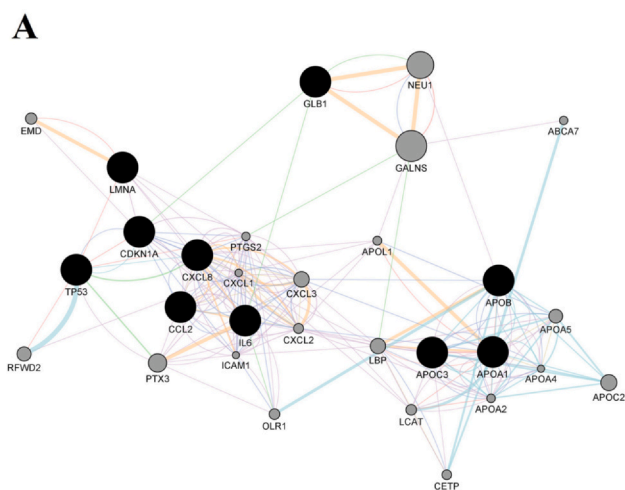 A
NEU1
GLB1
ABCA7
EMD
GALNS
LMNA
PTGS2
CDKN1A
APOL1
CXCL8
CXCL1
TP53
CXCL3
APOB
CCL2
IL6
APOA5
CXCL2
RFWD2
PTX3
ICAM1
LBP
APOC3
APOA1
APOA4
APOC2
APOA2
OLR1
LCAT
CETP